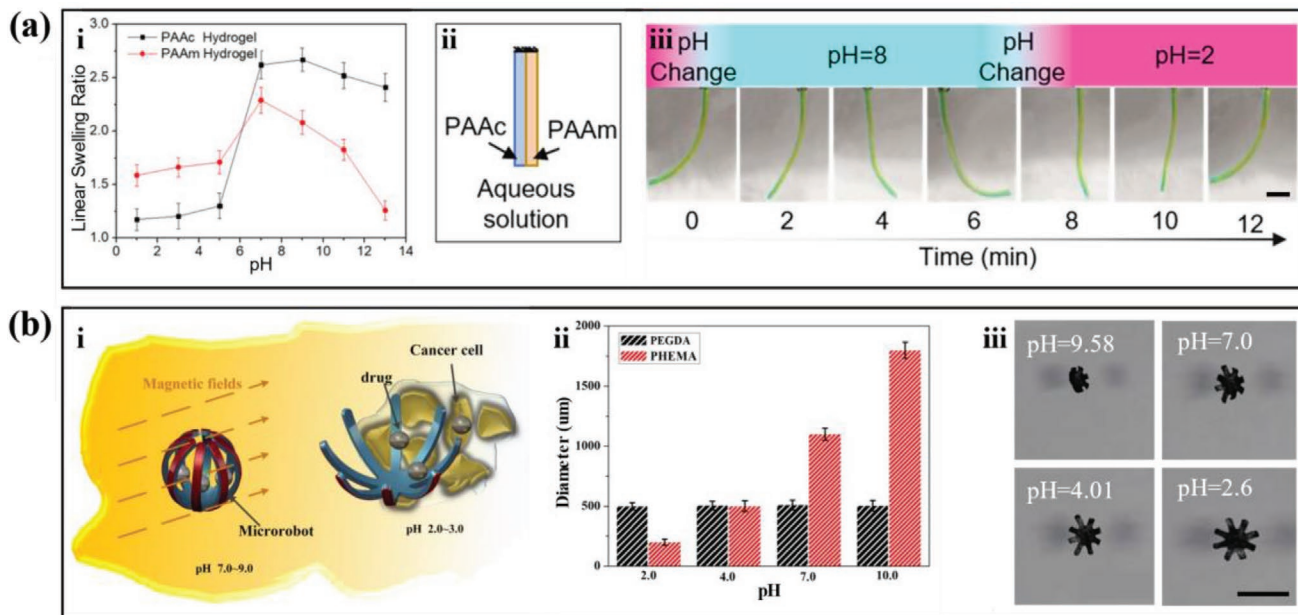 (a)
i
PAAc Hydrogel
PAAm Hydrogel
Linear Swelling Ratio
3.0
2.5
2.0
1.5
1.0
0 2 4 6 8 10 12 14
pH
ii
PAAc
PAAm
Aqueous
solution
iii
pH
Change
pH=8
pH
Change
pH=2
0 2 4 6 8 10 12
Time (min)
(b)
i
Magnetic fields
Cancer cell
drug
Microrobot
pH 7.0~9.0
pH 2.0~3.0
ii
PEGDA
PHEMA
Diameter (um)
2000
1500
1000
500
0
2.0 4.0 7.0 10.0
pH
iii
pH=9.58
pH=7.0
pH=4.01
pH=2.6